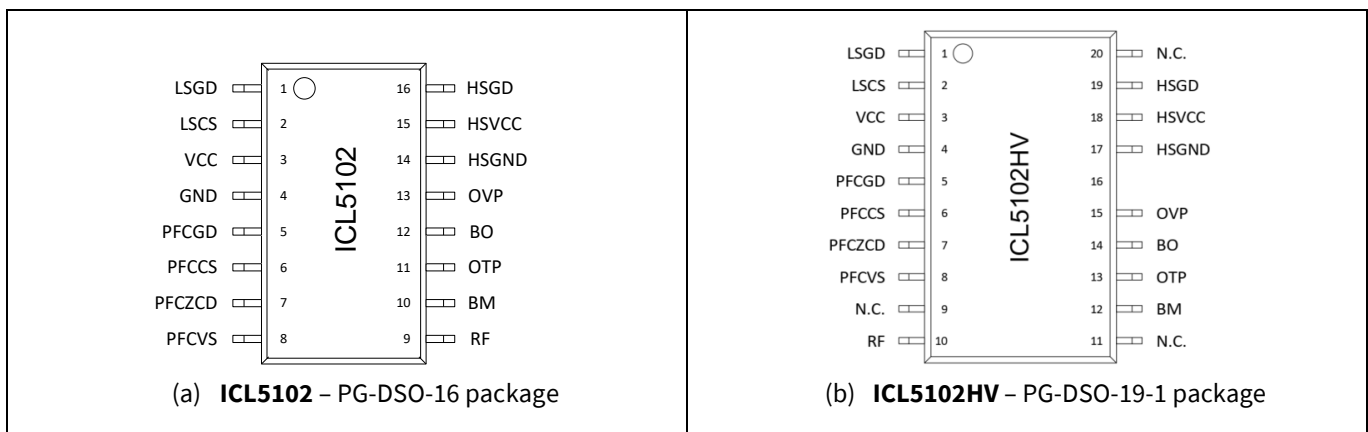 LSGD 1 16 HSGD
LSCS 2 15 HSVCC
VCC 3 14 HSGND
GND 4 13 OVP
PFCGD 5 12 BO
PFCCS 6 11 OTP
PFCZCD 7 10 BM
PFCVS 8 9 RF
ICL5102
(a) ICL5102 – PG-DSO-16 package
LSGD 1 20 N.C.
LSCS 2 19 HSGD
VCC 3 18 HSVCC
GND 4 17 HSGND
PFCGD 5 16
PFCCS 6 15 OVP
PFCZCD 7 14 BO
PFCVS 8 13 OTP
N.C. 9 12 BM
RF 10 11 N.C.
ICL5102HV
(b) ICL5102HV – PG-DSO-19-1 package